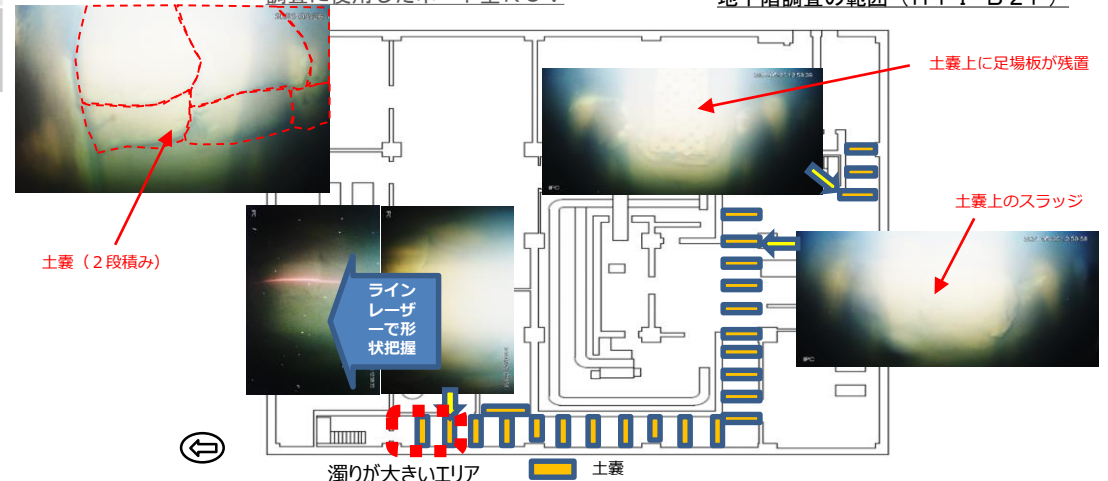 土嚢上に足場板が残置
土嚢上のスラッジ
土嚢（２段積み）
ライン
レーザ
ーで形
状把握
濁りが大きいエリア
土嚢